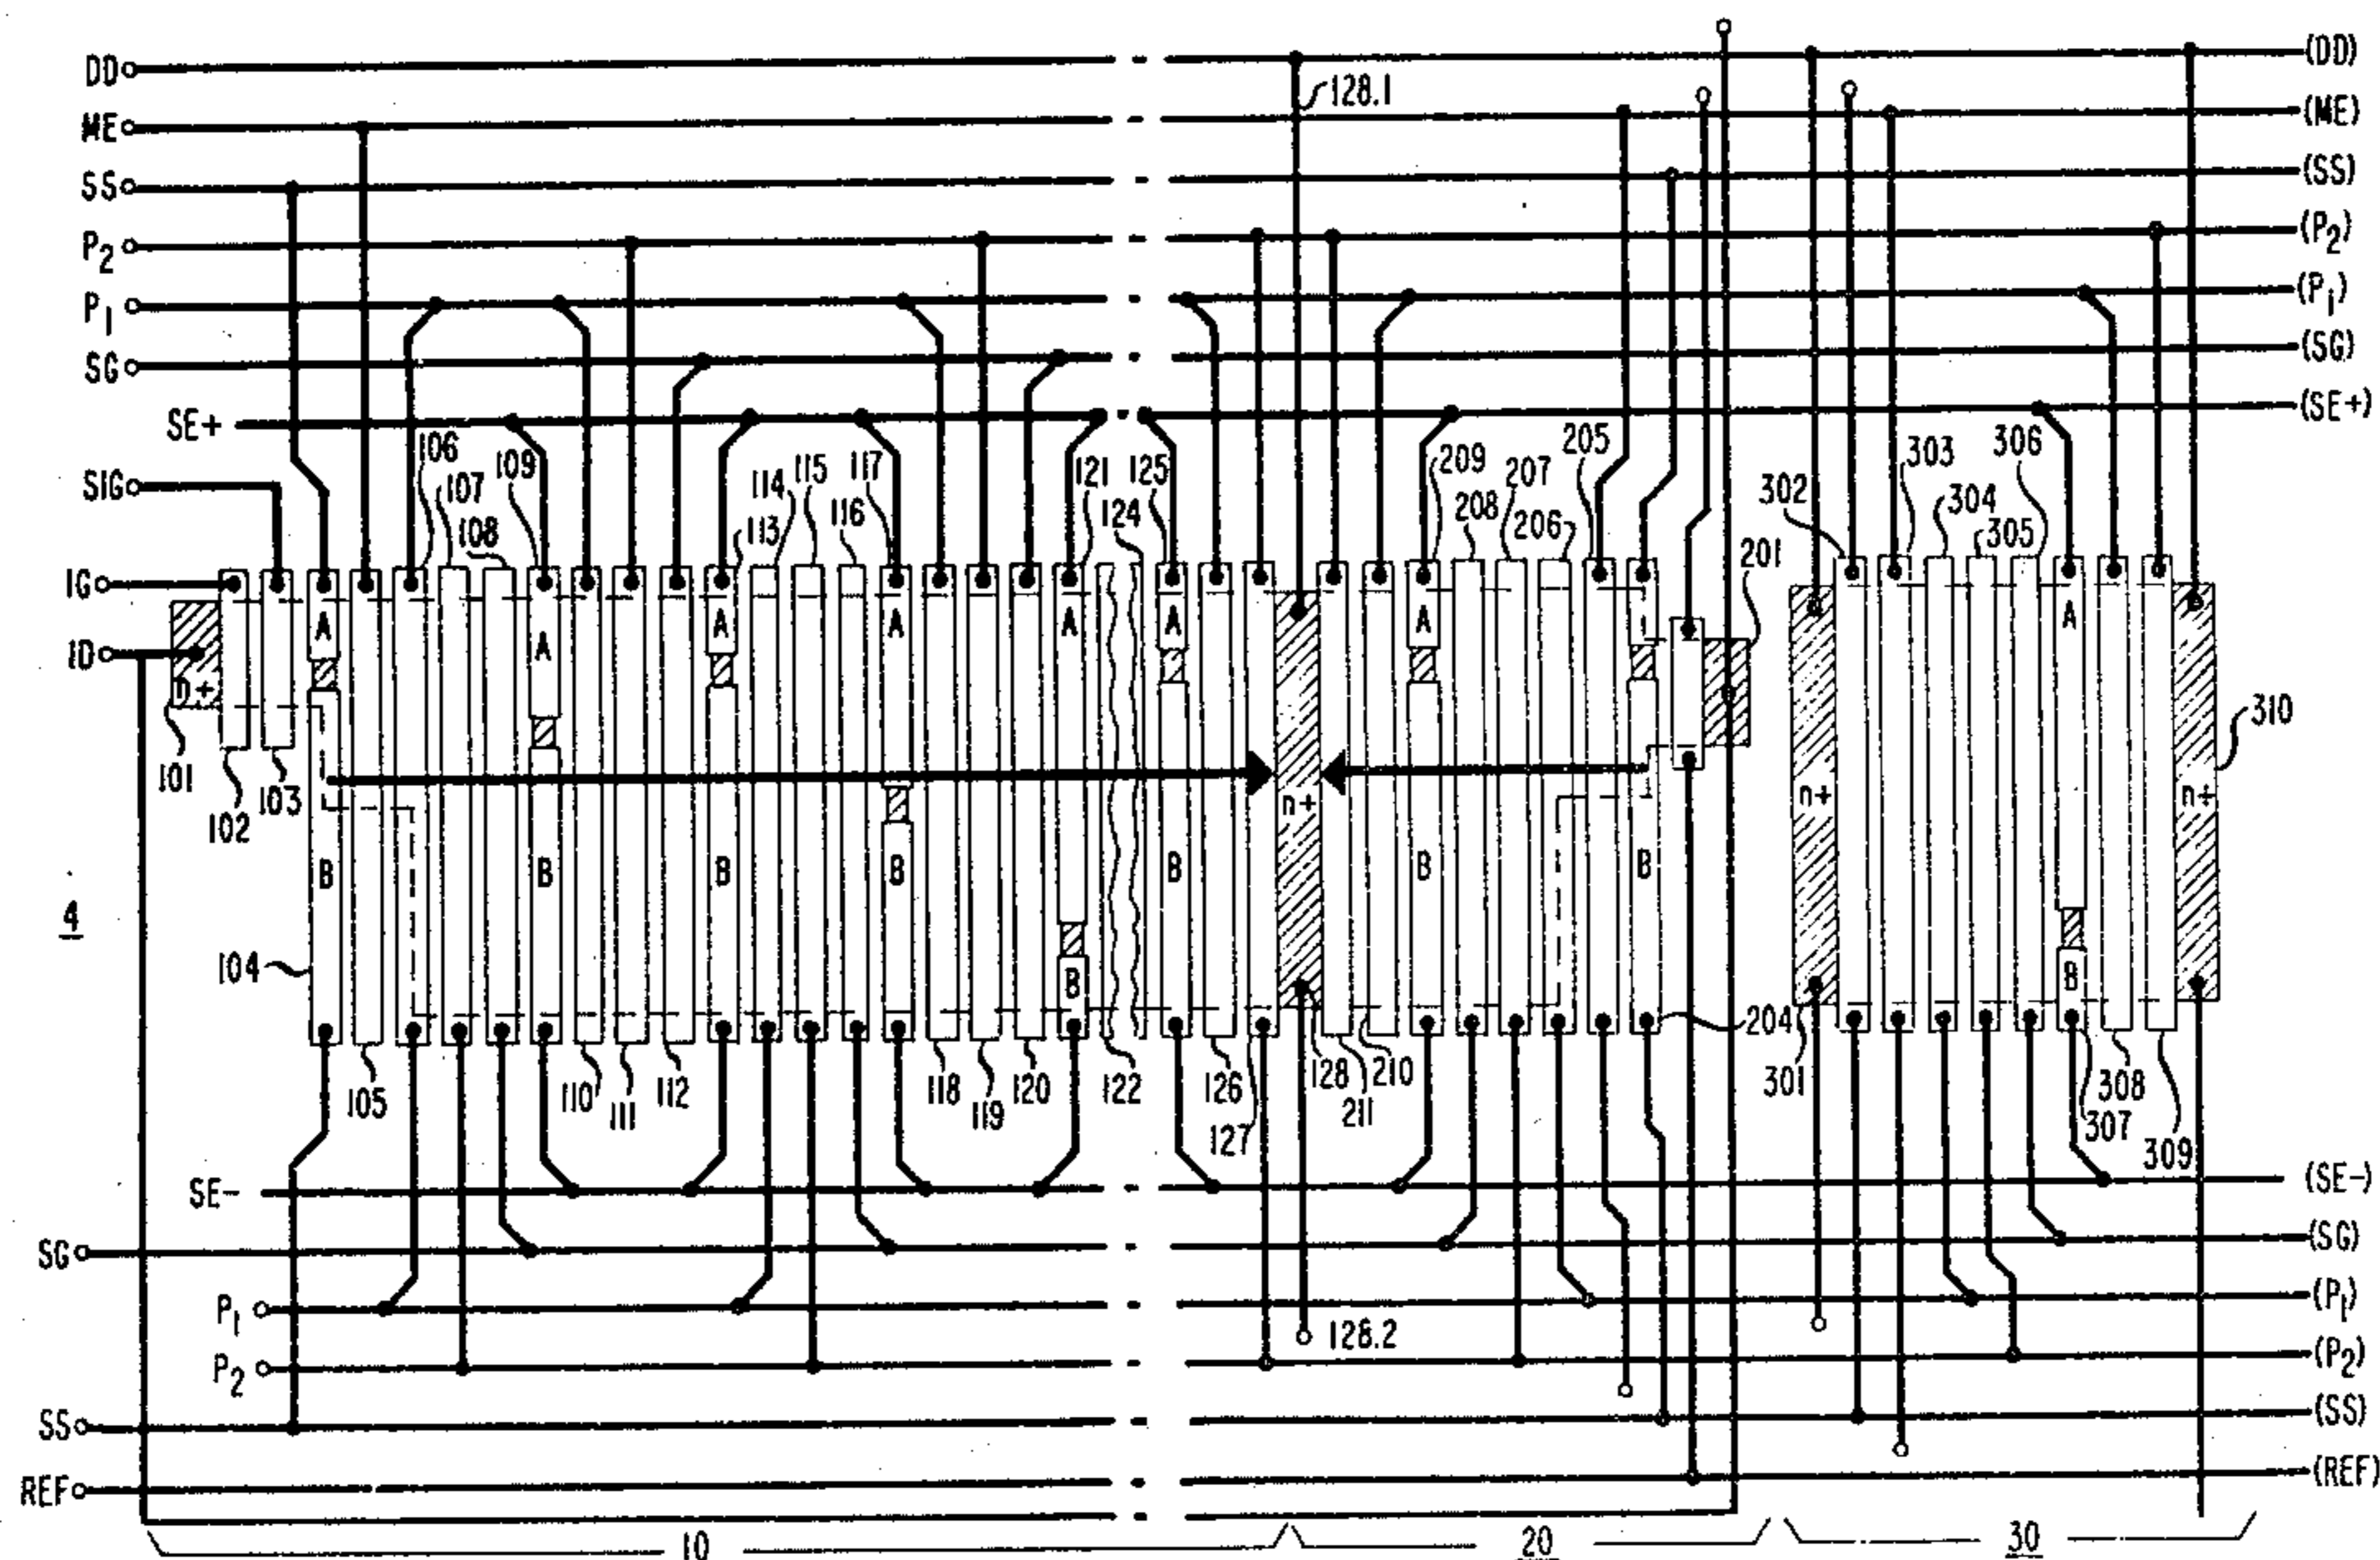 DD (DD)
128.1
ME (ME)
SS (SS)
P2 (P2)
P1 (P1)
SG (SG)
SE+ (SE+)
106 109 107 108 114 115 117 116 113 121 125 124 209 208 207 206 205 201 302 303 304 305 306
SIG
IG
ID
A A A A A A A A
n+
101 102 103
310
n+ n+ n+
B B B B B B B B B
4
104
204
105 110 111 112 118 119 120 122 126 127 128 211 210 301 308 307 309
SE- (SE-)
SG (SG)
P1 (P1)
128.2
P2 (P2)
SS (SS)
REF (REF)
10 20 30